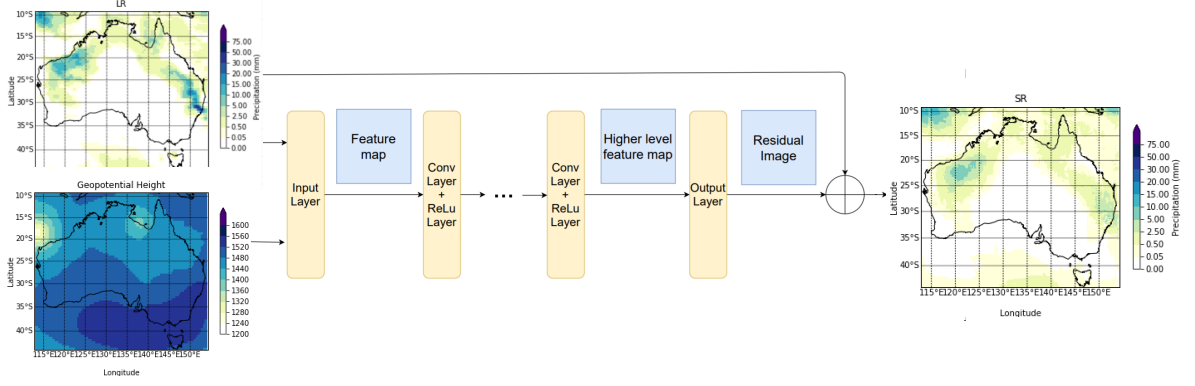 LR
10°S
15°S
20°S
25°S
30°S
35°S
40°S
Latitude
75.00
50.00
30.00
20.00
15.00
10.00
5.00
2.50
0.55
0.05
0.00
Precipitation (mm)
Geopotential Height
10°S
15°S
20°S
25°S
30°S
35°S
40°S
Latitude
115°E120°E125°E130°E135°E140°E145°E150°E
Longitude
1600
1560
1520
1480
1440
1400
1360
1320
1280
1240
1200
Input
Layer
Feature
map
Conv
Layer
+
ReLu
Layer
...
Conv
Layer
+
ReLu
Layer
Higher level
feature map
Output
Layer
Residual
Image
SR
10°S
15°S
20°S
25°S
30°S
35°S
40°S
Latitude
115°E120°E125°E130°E135°E140°E145°E150°E
Longitude
75.00
50.00
30.00
20.00
15.00
10.00
5.00
2.50
0.55
0.05
0.00
Precipitation (mm)